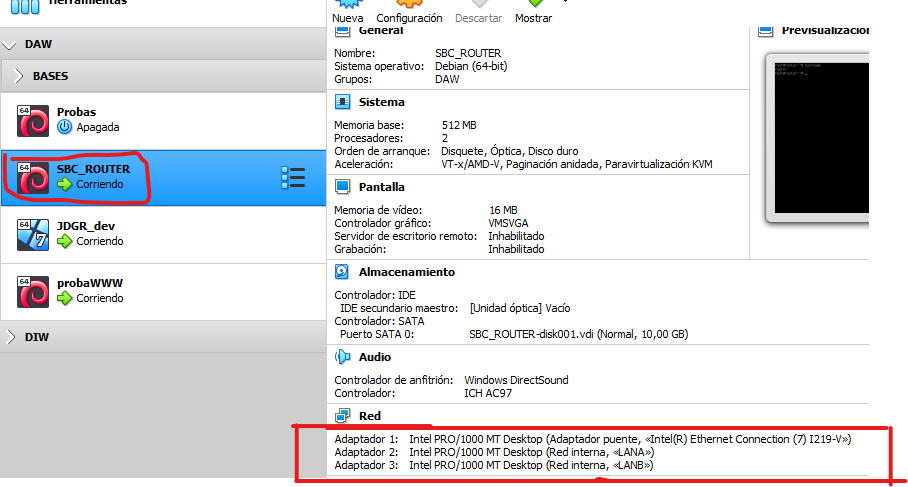 Herramientas
Nueva Configuración Descartar Mostrar
DAW
BASES
64
Probas
Apagada
64
SBC_ROUTER
Corriendo
64
7
JDGR_dev
Corriendo
64
probaWWW
Corriendo
DIW
General
Nombre: SBC_ROUTER
Sistema operativo: Debian (64-bit)
Grupos: DAW
Sistema
Memoria base: 512 MB
Procesadores: 2
Orden de arranque: Disquete, Óptica, Disco duro
Aceleración: VT-x/AMD-V, Paginación anidada, Paravirtualización KVM
Pantalla
Memoria de vídeo: 16 MB
Controlador gráfico: VMSVGA
Servidor de escritorio remoto: Inhabilitado
Grabación: Inhabilitado
Almacenamiento
Controlador: IDE
IDE secundario maestro: [Unidad óptica] Vacío
Controlador: SATA
Puerto SATA 0: SBC_ROUTER-disk001.vdi (Normal, 10,00 GB)
Audio
Controlador de anfitrión: Windows DirectSound
Controlador: ICH AC97
Red
Adaptador 1: Intel PRO/1000 MT Desktop (Adaptador puente, «Intel(R) Ethernet Connection (7) I219-V»)
Adaptador 2: Intel PRO/1000 MT Desktop (Red interna, «LANA»)
Adaptador 3: Intel PRO/1000 MT Desktop (Red interna, «LANB»)
Previsualización